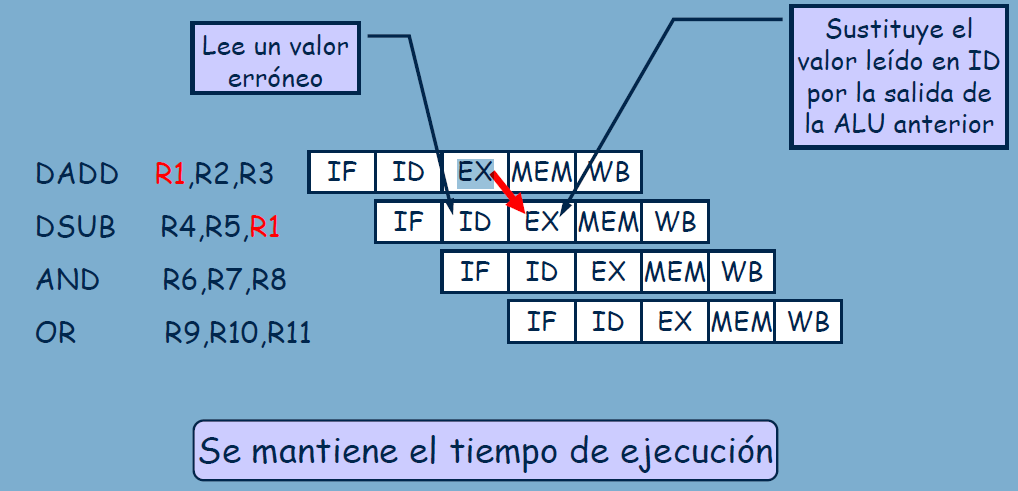 Lee un valor
erróneo
Sustituye el
valor leído en ID
por la salida de
la ALU anterior
DADD R1,R2,R3 IF ID EX MEM WB
DSUB R4,R5,R1 IF ID EX MEM WB
AND R6,R7,R8 IF ID EX MEM WB
OR R9,R10,R11 IF ID EX MEM WB
Se mantiene el tiempo de ejecución